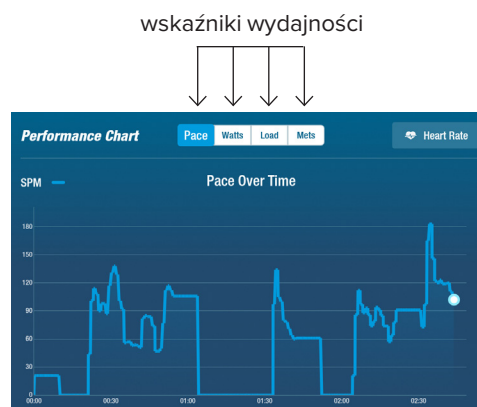 wskaźniki wydajności
Performance Chart Pace Watts Load Mets Heart Rate
SPM Pace Over Time
180
150
120
90
60
30
0
00:00 00:30 01:00 01:30 02:00 02:30